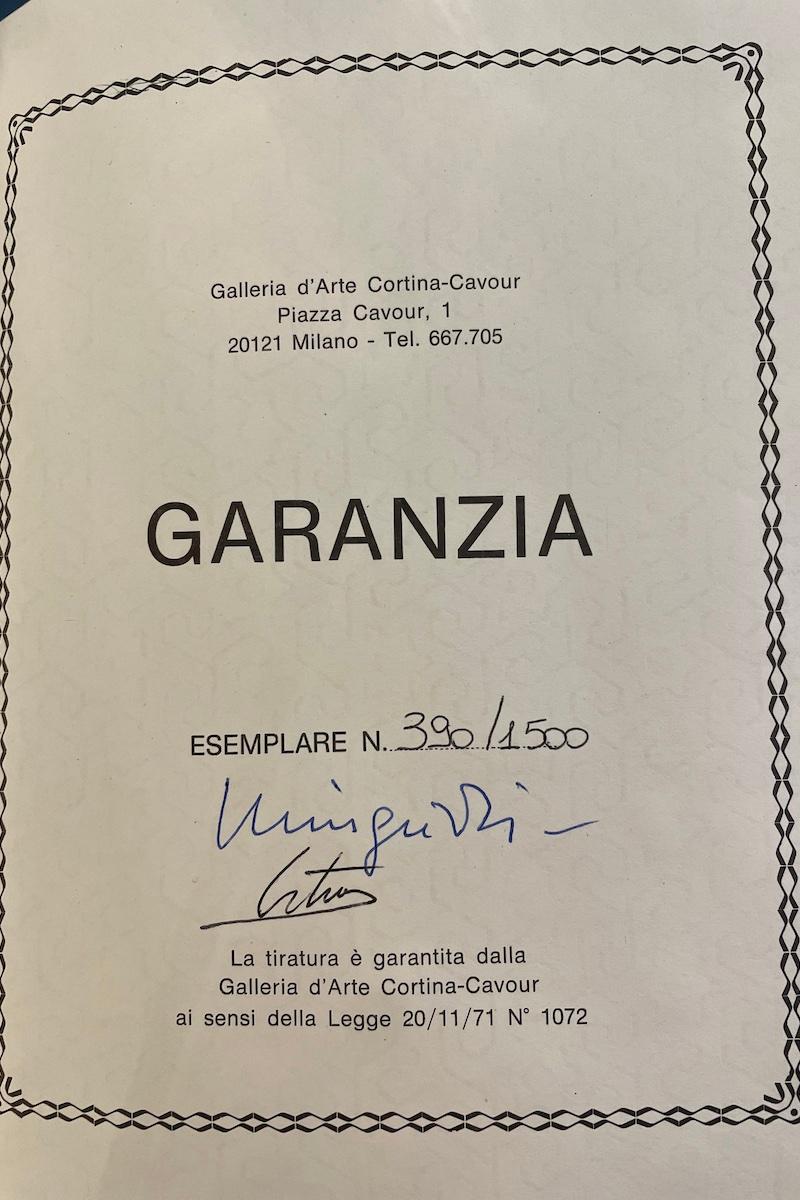 Galleria d'Arte Cortina-Cavour
Piazza Cavour, 1
20121 Milano - Tel. 667.705
GARANZIA
ESEMPLARE N. 390/1500
La tiratura è garantita dalla
Galleria d'Arte Cortina-Cavour
ai sensi della Legge 20/11/71 N° 1072